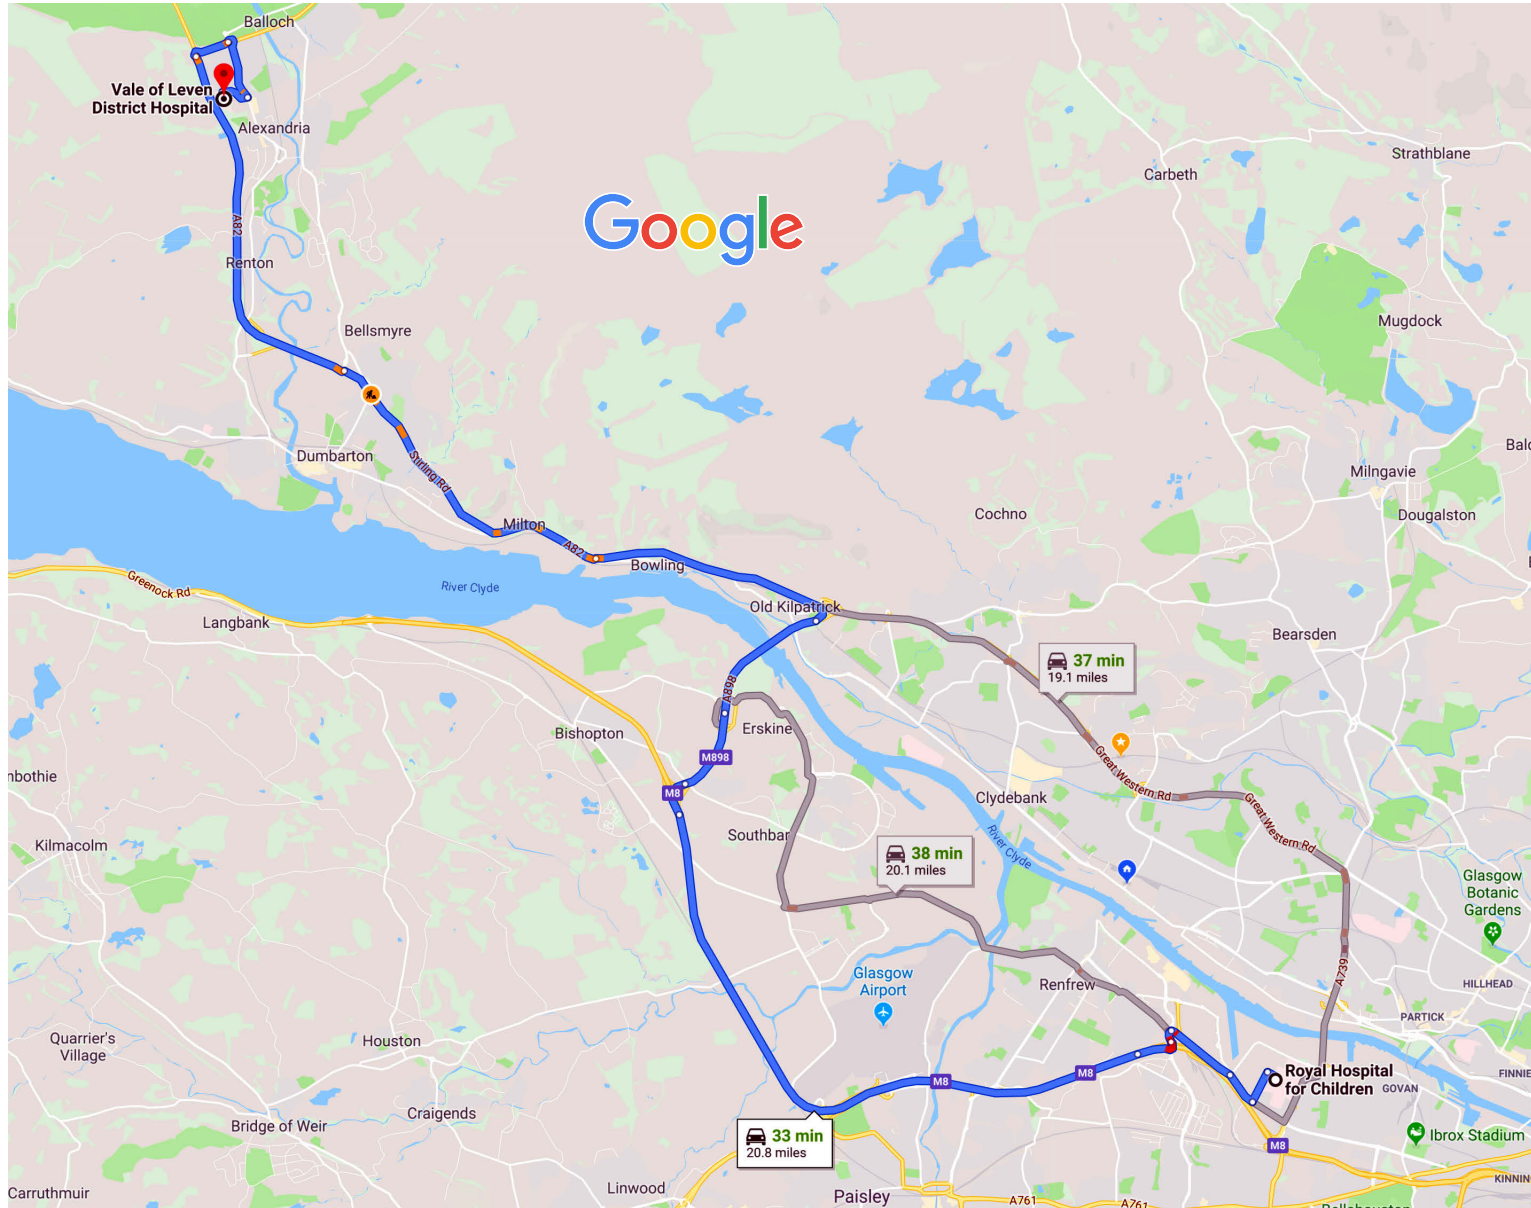 Balloch
Vale of Leven
District Hospital
Alexandria
Strathblane
Carbeth
A82
Google
Renton
Mugdock
Bellsmyre
Dumbarton
Stirling Rd
Milngavie
Cochno
Dougalston
Milton
A82
Bowling
Greenock Rd
River Clyde
Old Kilpatrick
Langbank
Bearsden
37 min
19.1 miles
A898
Erskine
Bishopton
M898
Great Western Rd
nbothie
M8
Clydebank
Great Western Rd
Southbar
River Clyde
Kilmacolm
38 min
20.1 miles
Glasgow
Botanic
Gardens
Glasgow
Airport
A739
Renfrew
HILLHEAD
PARTICK
Quarrier's
Village
Houston
M8
M8
Royal Hospital
for Children
FINNIE
GOVAN
Craigends
Bridge of Weir
33 min
20.8 miles
Ibrox Stadium
M8
Linwood
Paisley
A761
A761
KINNIN
Carruthmuir